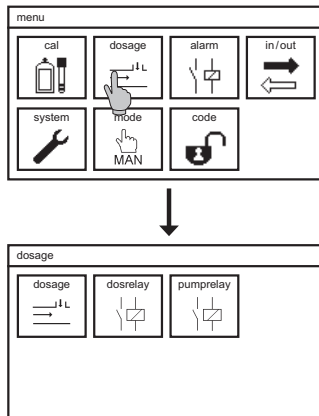 menu
cal dosage alarm in/out
L
system mode code
MAN
dosage
dosage dosrelay pumprelay
L